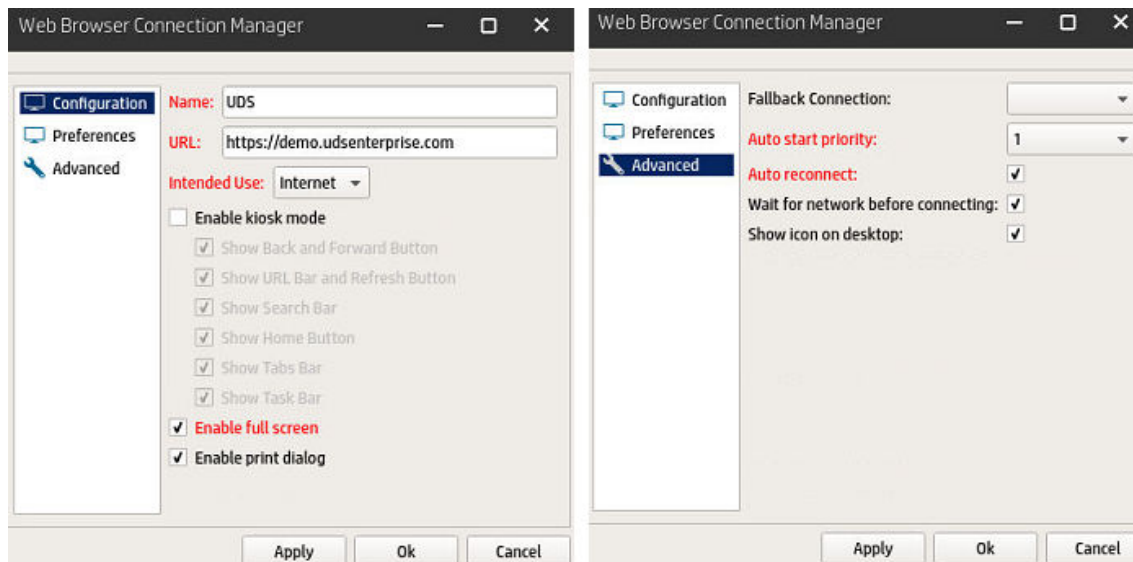 Web Browser Connection Manager
Configuration
Preferences
Advanced
Name: UDS
URL: https://demo.udsenterprise.com
Intended Use: Internet
Enable kiosk mode
Show Back and Forward Button
Show URL Bar and Refresh Button
Show Search Bar
Show Home Button
Show Tabs Bar
Show Task Bar
Enable full screen
Enable print dialog
Apply Ok Cancel
Web Browser Connection Manager
Configuration
Preferences
Advanced
Fallback Connection:
Auto start priority: 1
Auto reconnect:
Wait for network before connecting:
Show icon on desktop:
Apply Ok Cancel